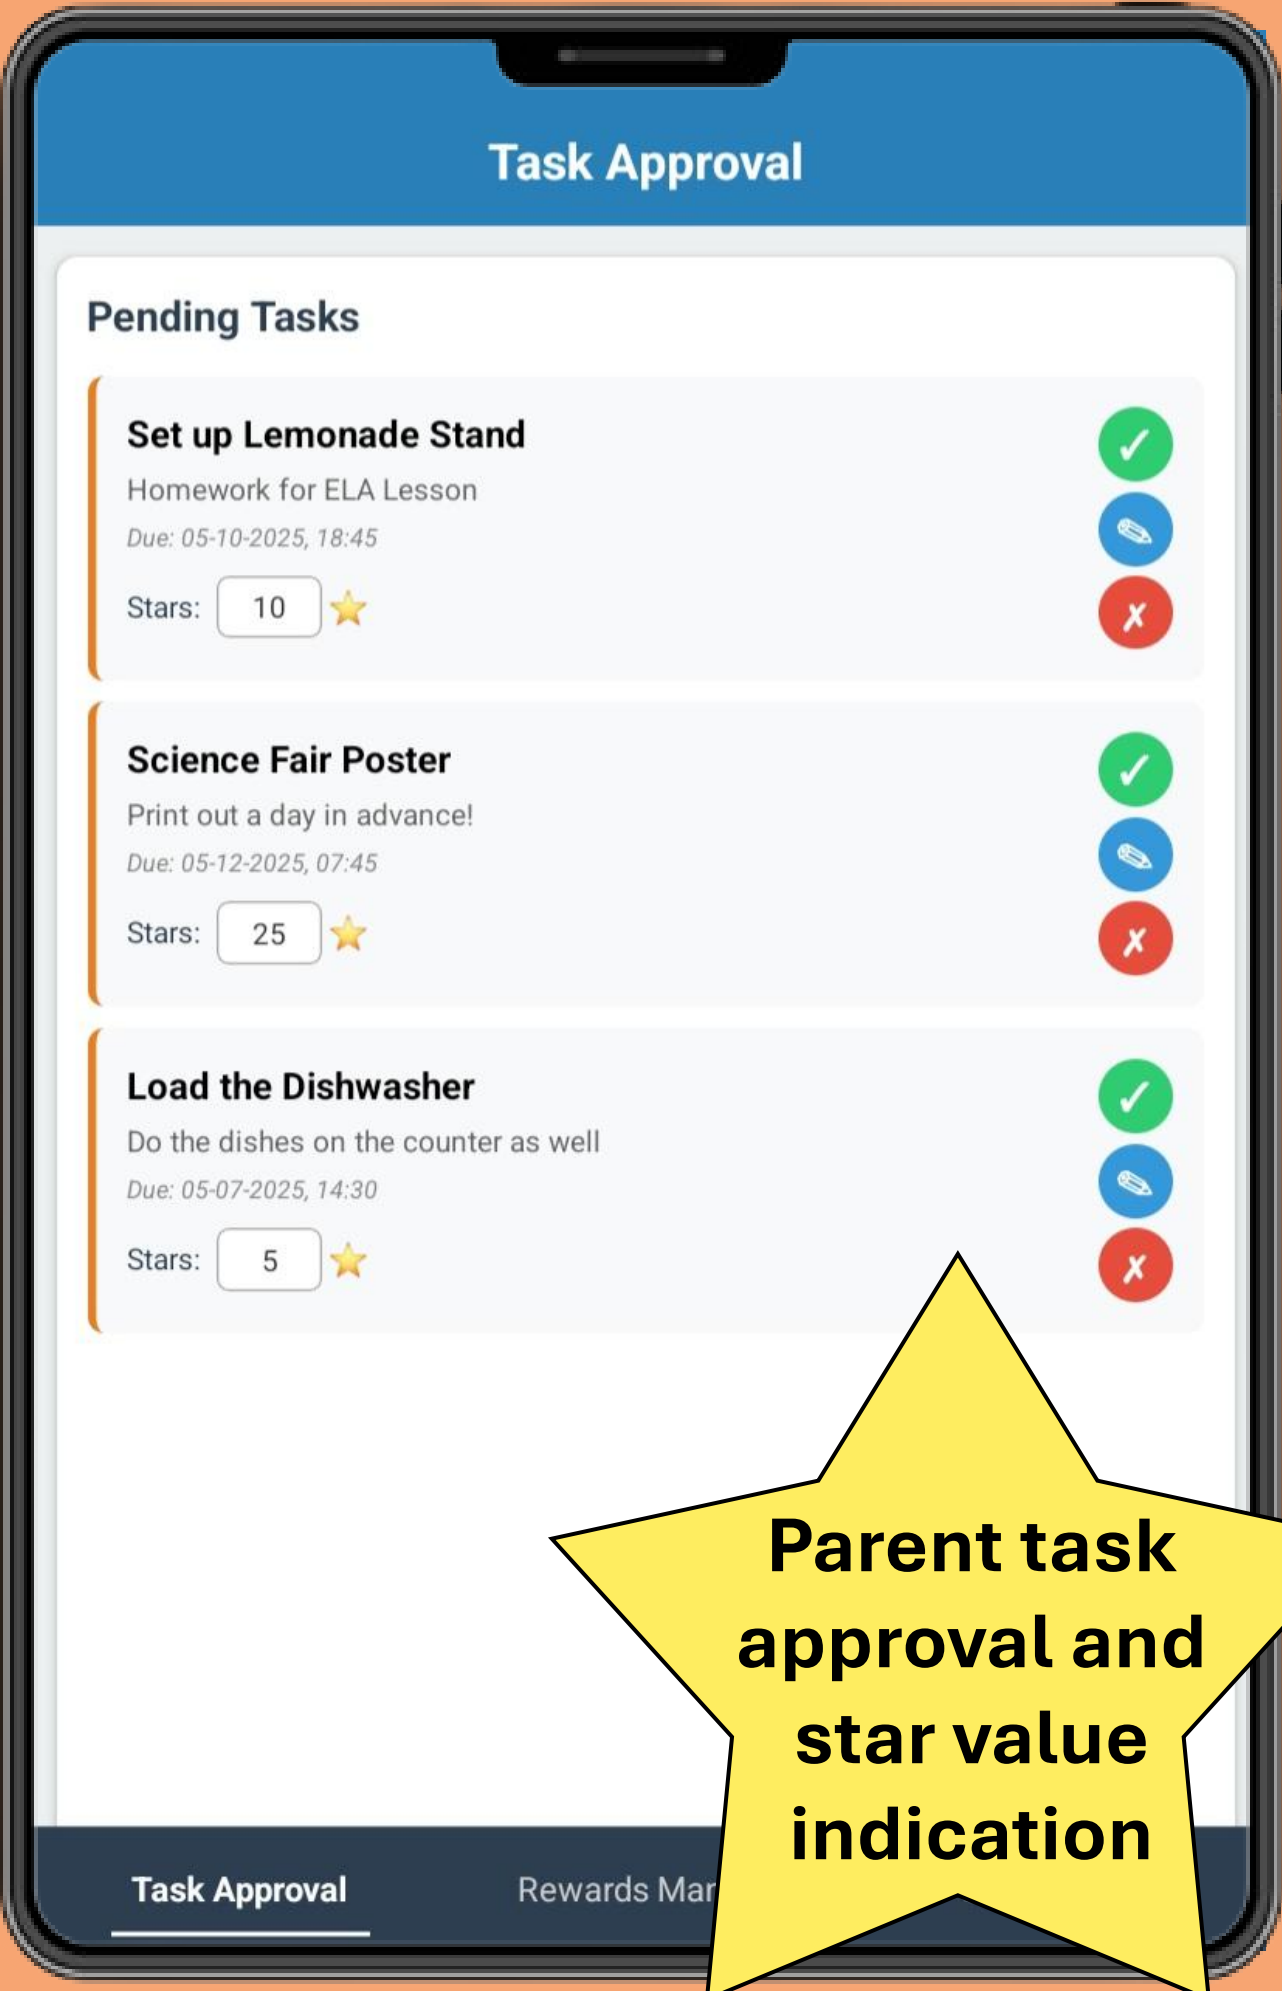 Task Approval
Pending Tasks
Set up Lemonade Stand
Homework for ELA Lesson
Due: 05-10-2025, 18:45
Stars: 10
Science Fair Poster
Print out a day in advance!
Due: 05-12-2025, 07:45
Stars: 25
Load the Dishwasher
Do the dishes on the counter as well
Due: 05-07-2025, 14:30
Stars: 5
Parent task
approval and
star value
indication
Task Approval
Rewards